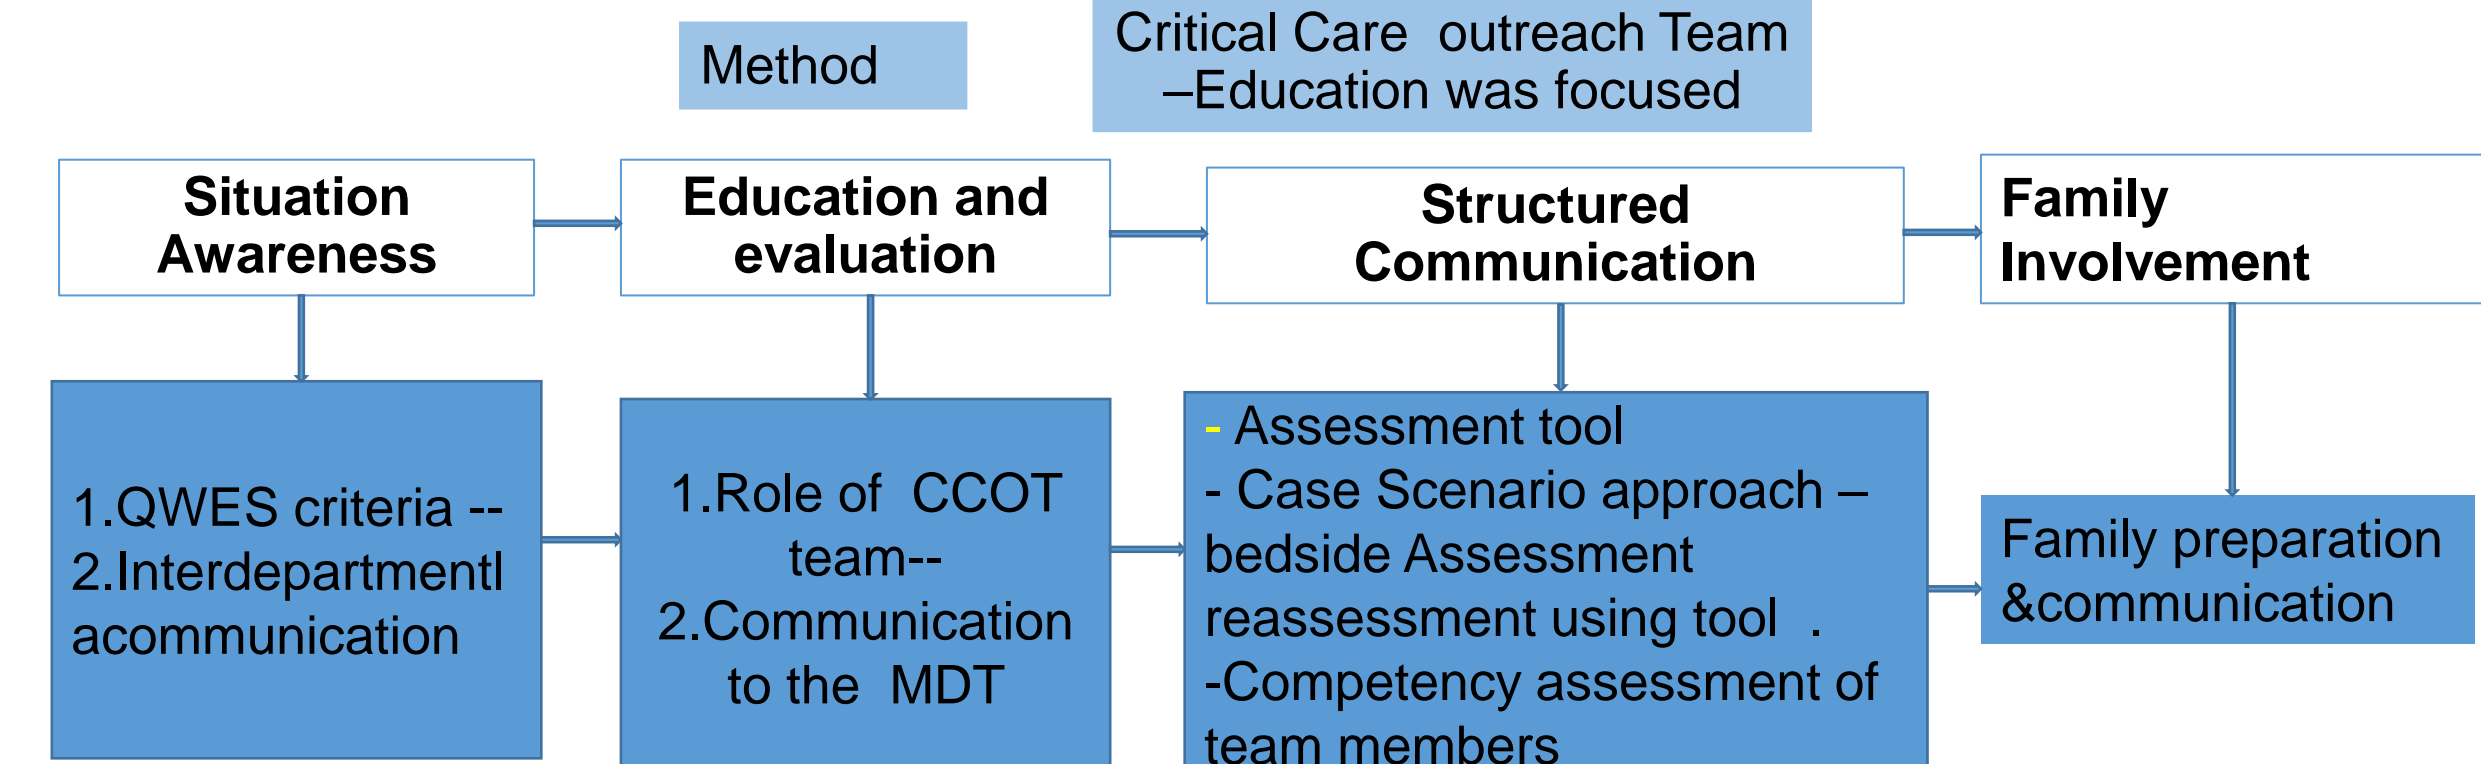 Method
Critical Care outreach Team
–Education was focused
Situation
Awareness
Education and
evaluation
Structured
Communication
Family
Involvement
1.QWES criteria --
2.Interdepartmentl
acommunication
1.Role of CCOT
team--
2.Communication
to the MDT
- Assessment tool
- Case Scenario approach –
bedside Assessment
reassessment using tool .
-Competency assessment of
team members
Family preparation
&communication